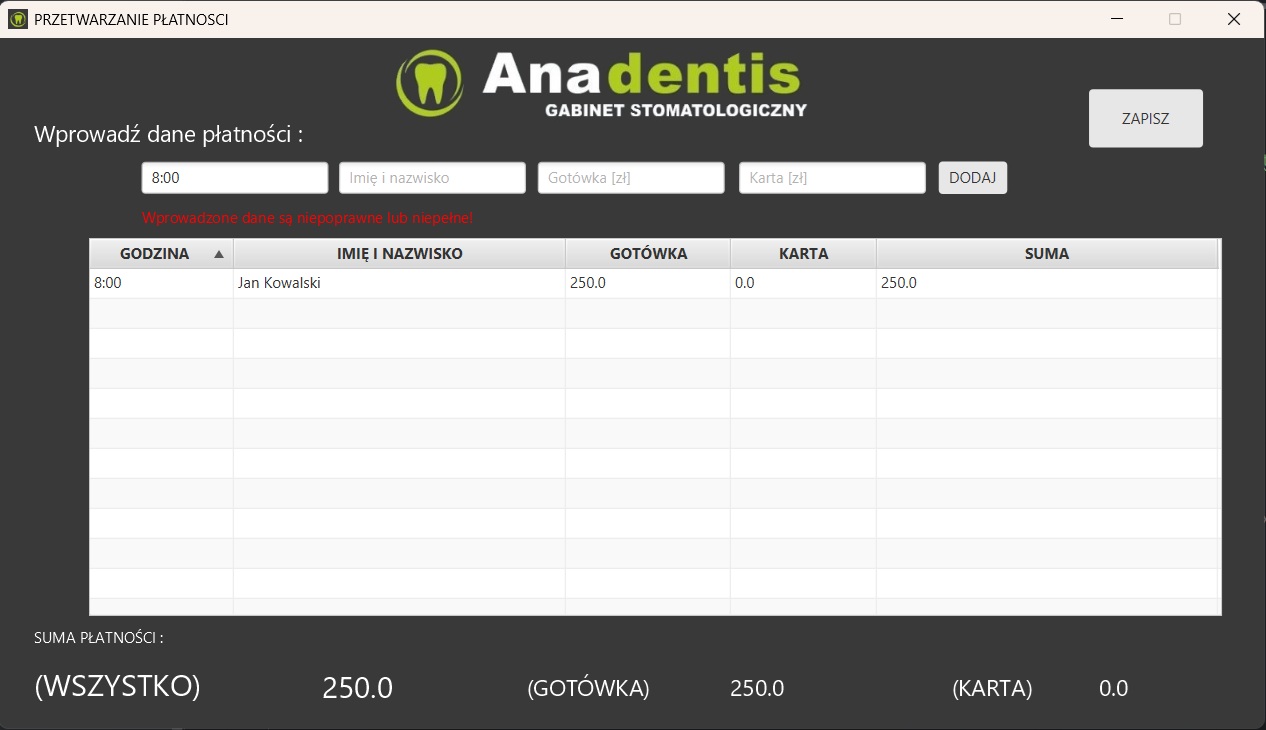 PRZETWARZANIE PŁATNOSCI
Anadentis
GABINET STOMATOLOGICZNY
Wprowadź dane płatności :
ZAPISZ
8:00 Imię i nazwisko Gotówka [zł] Karta [zł] DODAJ
Wprowadzone dane są niepoprawne lub niepełne!
GODZINA IMIĘ I NAZWISKO GOTÓWKA KARTA SUMA
8:00 Jan Kowalski 250.0 0.0 250.0
SUMA PŁATNOŚCI :
(WSZYSTKO) 250.0 (GOTÓWKA) 250.0 (KARTA) 0.0